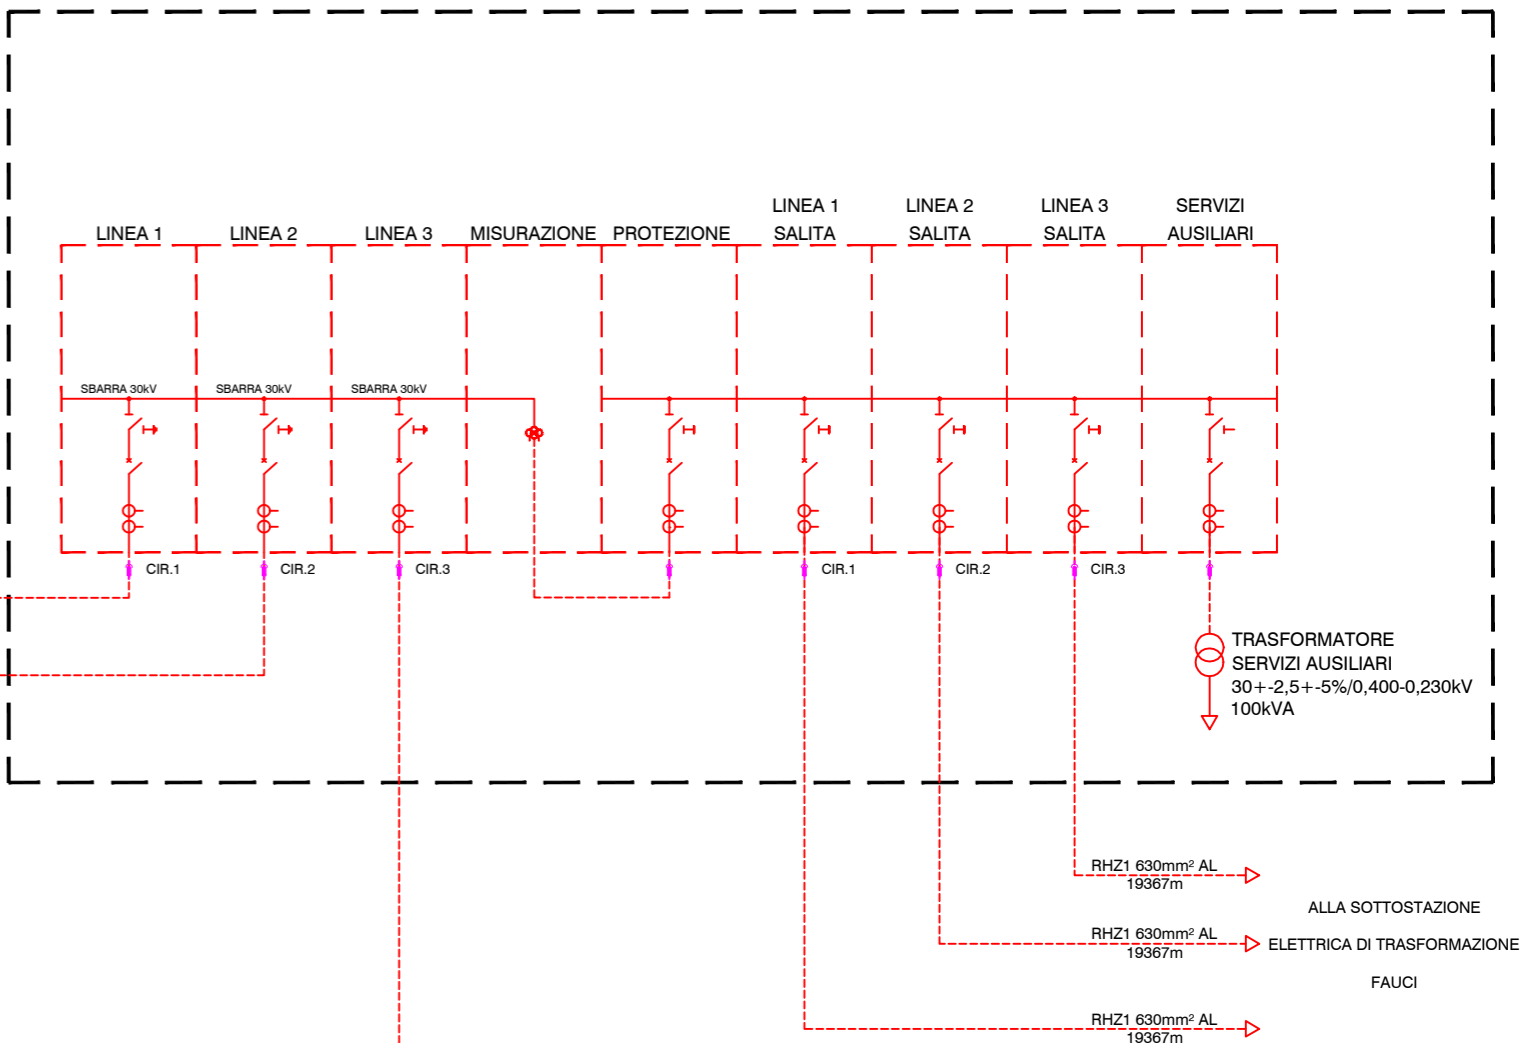 LINEA 1
SALITA
LINEA 2
SALITA
LINEA 3
SALITA
SERVIZI
AUSILIARI
LINEA 1
LINEA 2
LINEA 3
MISURAZIONE
PROTEZIONE
SBARRA 30kV
SBARRA 30kV
SBARRA 30kV
CIR.1
CIR.2
CIR.3
CIR.1
CIR.2
CIR.3
TRASFORMATORE
SERVIZI AUSILIARI
30+-2,5+-5%/0,400-0,230kV
100kVA
RHZ1 630mm² AL
19367m
RHZ1 630mm² AL
19367m
RHZ1 630mm² AL
19367m
ALLA SOTTOSTAZIONE
ELETTRICA DI TRASFORMAZIONE
FAUCI